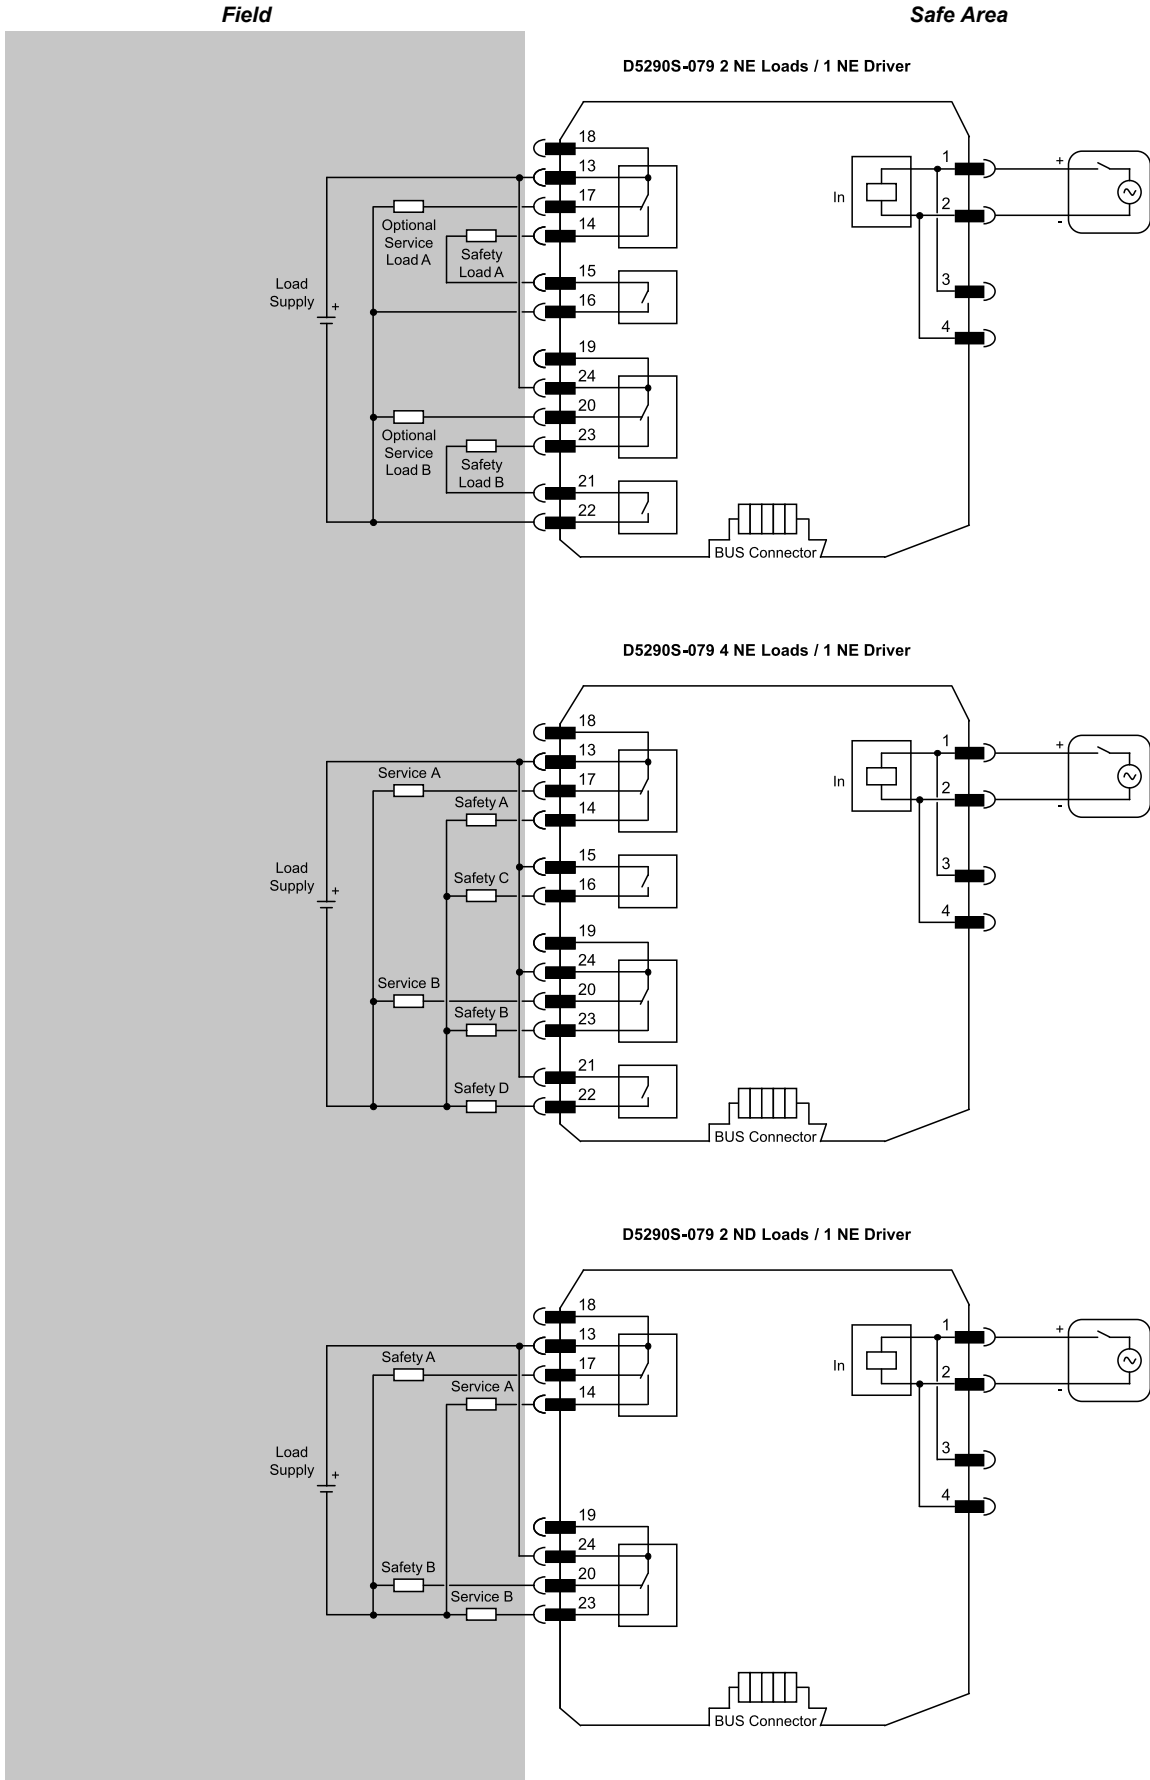 Field
Safe Area
D5290S-079 2 NE Loads / 1 NE Driver
18
13
17
14
15
16
19
24
20
23
21
22
Optional
Service
Load A
Safety
Load A
Load
Supply
+
Optional
Service
Load B
Safety
Load B
In
1
2
3
4
+
-
BUS Connector
D5290S-079 4 NE Loads / 1 NE Driver
18
13
17
14
15
16
19
24
20
23
21
22
Service A
Safety A
Safety C
Load
Supply
+
Service B
Safety B
Safety D
In
1
2
3
4
+
-
BUS Connector
D5290S-079 2 ND Loads / 1 NE Driver
18
13
17
14
19
24
20
23
Safety A
Service A
Load
Supply
+
Safety B
Service B
In
1
2
3
4
+
-
BUS Connector